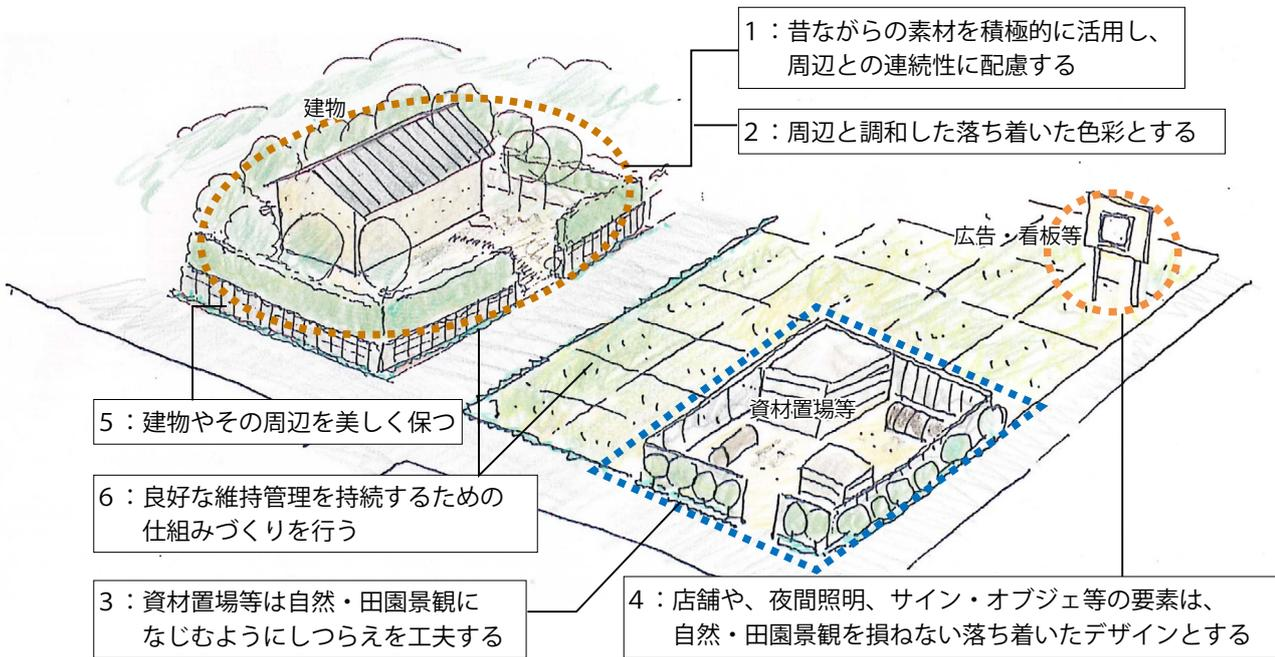 1：昔ながらの素材を積極的に活用し、
周辺との連続性に配慮する
建物
2：周辺と調和した落ち着いた色彩とする
広告・看板等
資材置場等
5：建物やその周辺を美しく保つ
6：良好な維持管理を持続するための
仕組みづくりを行う
3：資材置場等は自然・田園景観に
なじむようにしつらえを工夫する
4：店舗や、夜間照明、サイン・オブジェ等の要素は、
自然・田園景観を損ねない落ち着いたデザインとする